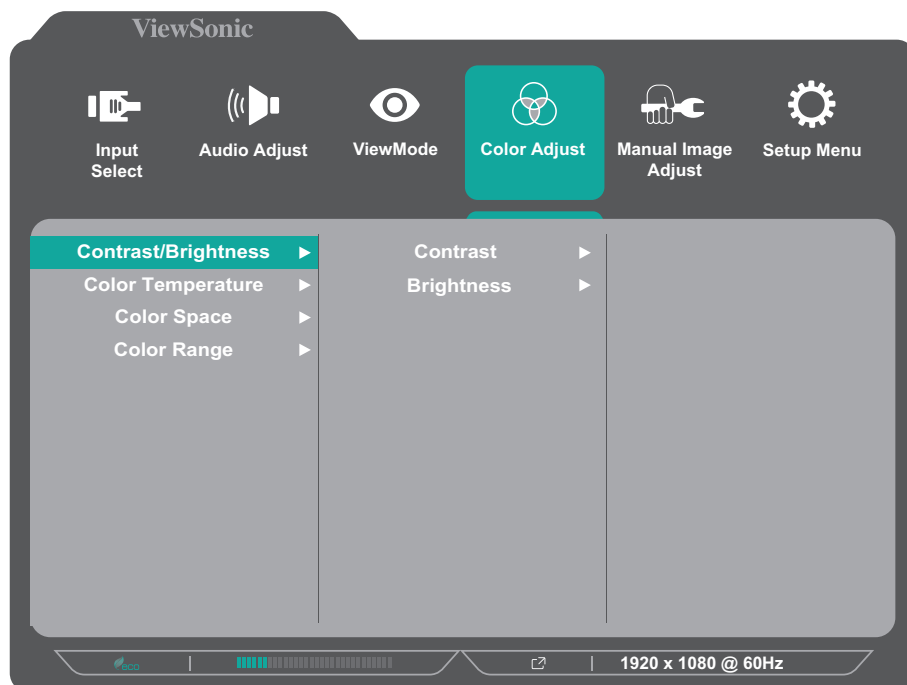 ViewSonic
Input
Select
Audio Adjust
ViewMode
Color Adjust
Manual Image
Adjust
Setup Menu
Contrast/Brightness
Color Temperature
Color Space
Color Range
Contrast
Brightness
eco
1920 x 1080 @ 60Hz